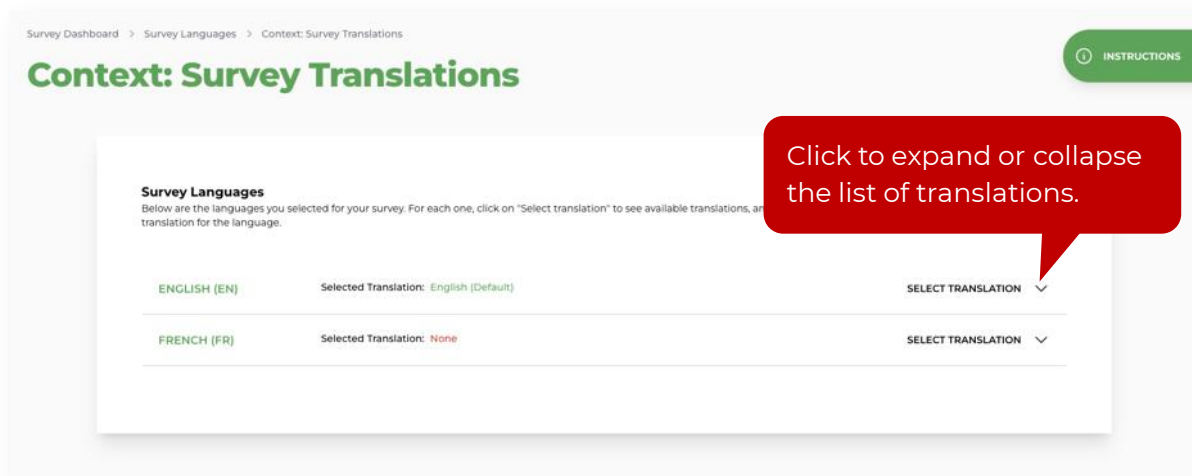 Survey Dashboard > Survey Languages > Context: Survey Translations
Context: Survey Translations
INSTRUCTIONS
Click to expand or collapse
the list of translations.
Survey Languages
Below are the languages you selected for your survey. For each one, click on "Select translation" to see available translations,
translation for the language.
ENGLISH (EN) Selected Translation: English (Default) SELECT TRANSLATION
FRENCH (FR) Selected Translation: None SELECT TRANSLATION